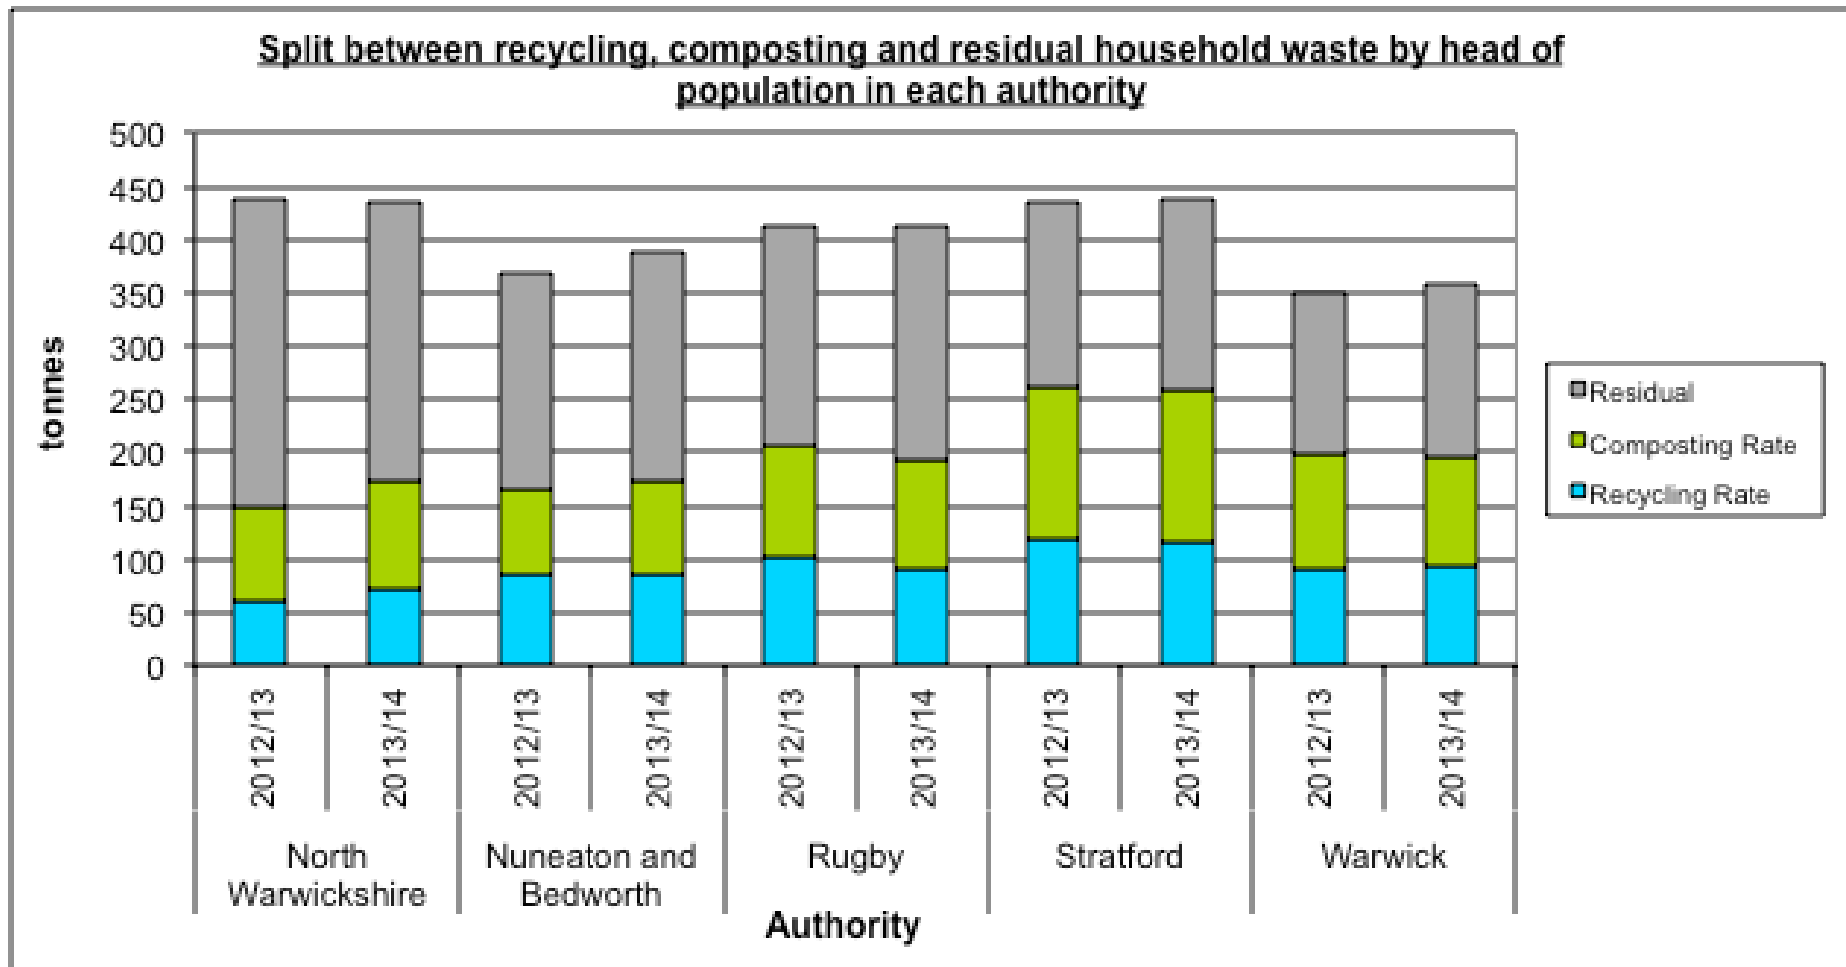 Split between recycling, composting and residual household waste by head of
population in each authority
500
450
400
350
300
250
200
150
100
50
0
tonnes
Residual
Composting Rate
Recycling Rate
2012/13
2013/14
2012/13
2013/14
2012/13
2013/14
2012/13
2013/14
2012/13
2013/14
North
Warwickshire
Nuneaton and
Bedworth
Rugby
Stratford
Warwick
Authority